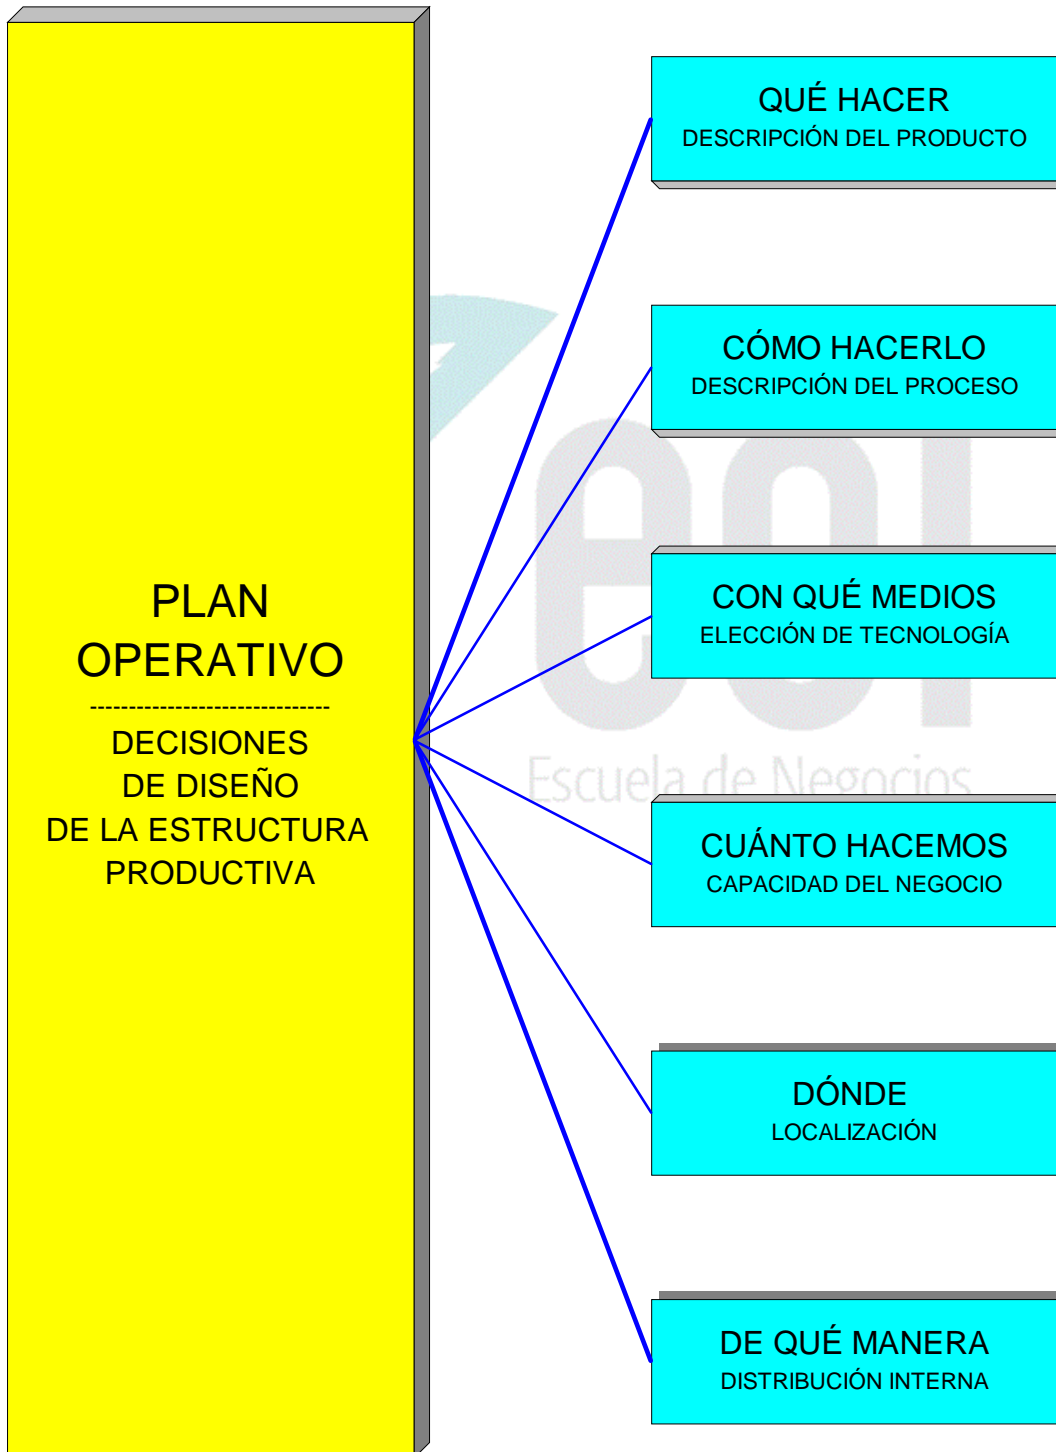 PLAN
OPERATIVO
-------------------------------
DECISIONES
DE DISEÑO
DE LA ESTRUCTURA
PRODUCTIVA
QUÉ HACER
DESCRIPCIÓN DEL PRODUCTO
CÓMO HACERLO
DESCRIPCIÓN DEL PROCESO
CON QUÉ MEDIOS
ELECCIÓN DE TECNOLOGÍA
CUÁNTO HACEMOS
CAPACIDAD DEL NEGOCIO
DÓNDE
LOCALIZACIÓN
DE QUÉ MANERA
DISTRIBUCIÓN INTERNA
eoi
Escuela de Negocios